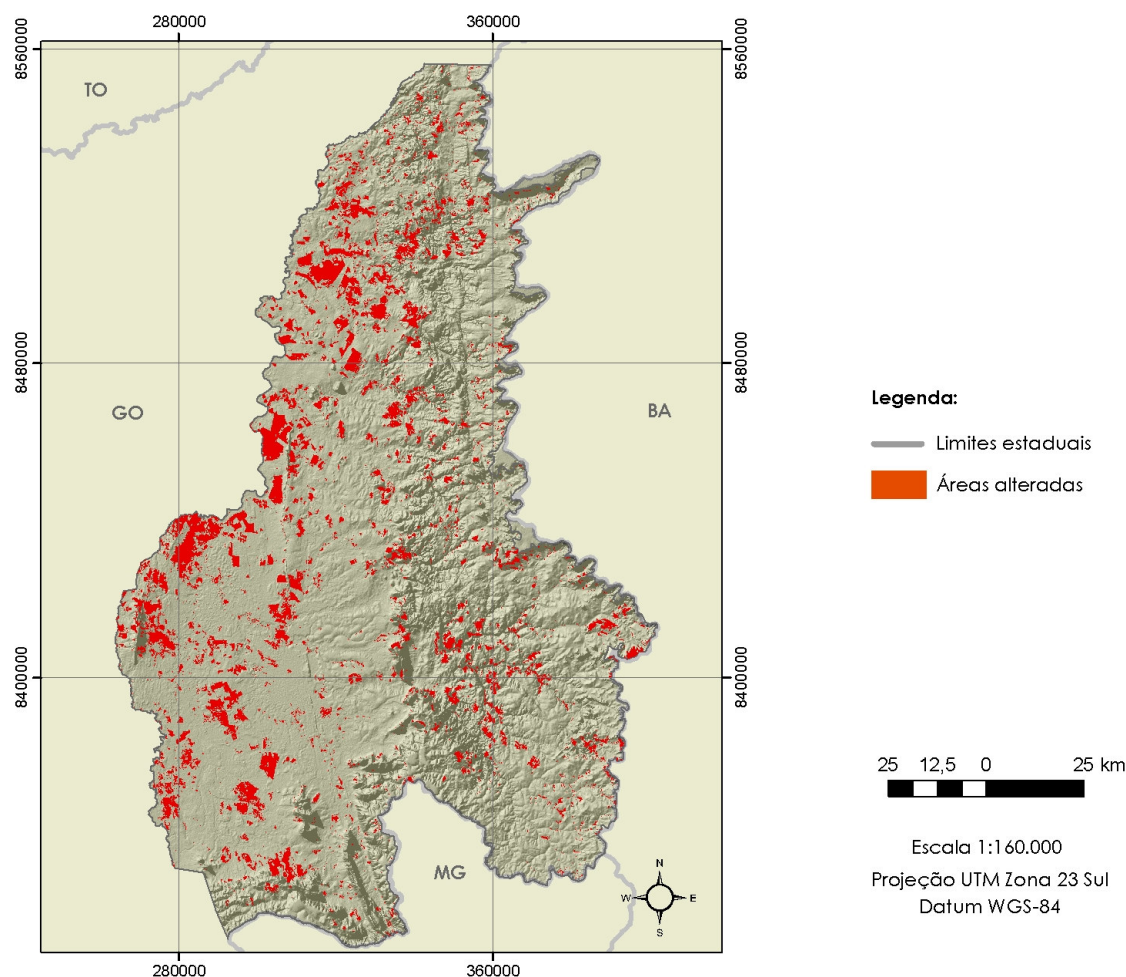 280000
360000
8560000
8560000
TO
8480000
8480000
GO
BA
Legenda:
Limites estaduais
Áreas alteradas
8400000
8400000
25 12,5 0 25 km
MG
N
W
E
S
Escala 1:160.000
Projeção UTM Zona 23 Sul
Datum WGS-84
280000
360000